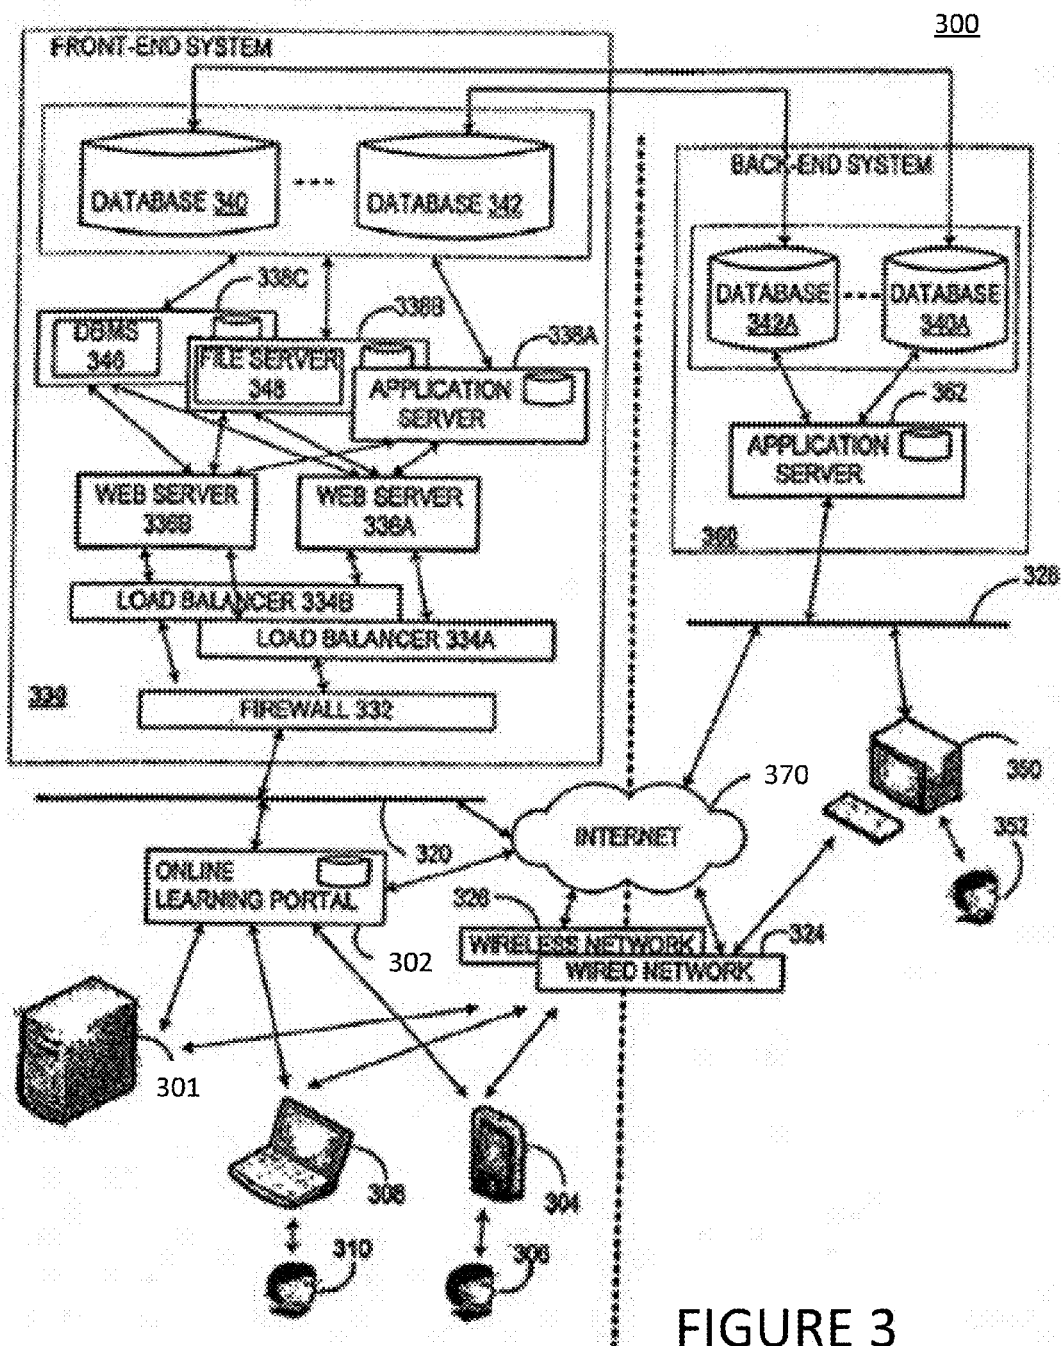 300
FRONT-END SYSTEM
DATABASE 340
DATABASE 342
BACK-END SYSTEM
DATABASE
342A
DATABASE
340A
338C
338B
338A
DBMS
346
FILE SERVER
348
APPLICATION
SERVER
362
APPLICATION
SERVER
WEB SERVER
336B
WEB SERVER
336A
360
LOAD BALANCER 334B
LOAD BALANCER 334A
328
330
FIREWALL 332
350
370
INTERNET
352
320
ONLINE
LEARNING PORTAL
302
326
WIRELESS NETWORK
324
WIRED NETWORK
301
308
304
310
306
FIGURE 3